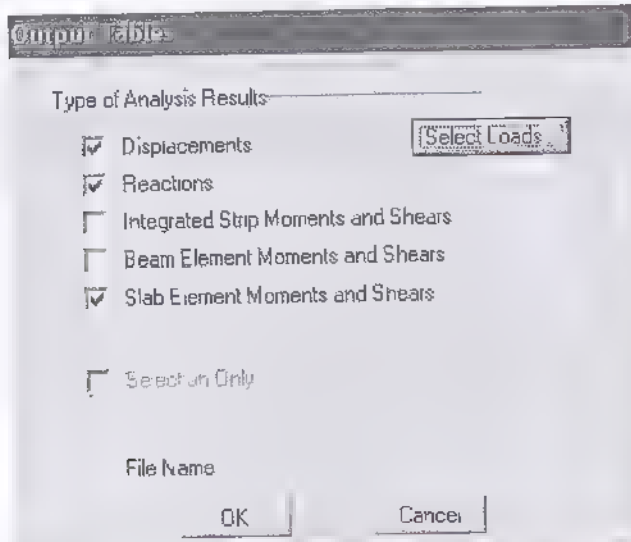 Output Tables
Type of Analysis Results
Select Loads
Displacements
Reactions
Integrated Strip Moments and Shears
Beam Element Moments and Shears
Slab Element Moments and Shears
Selection Only
File Name
OK Cancel